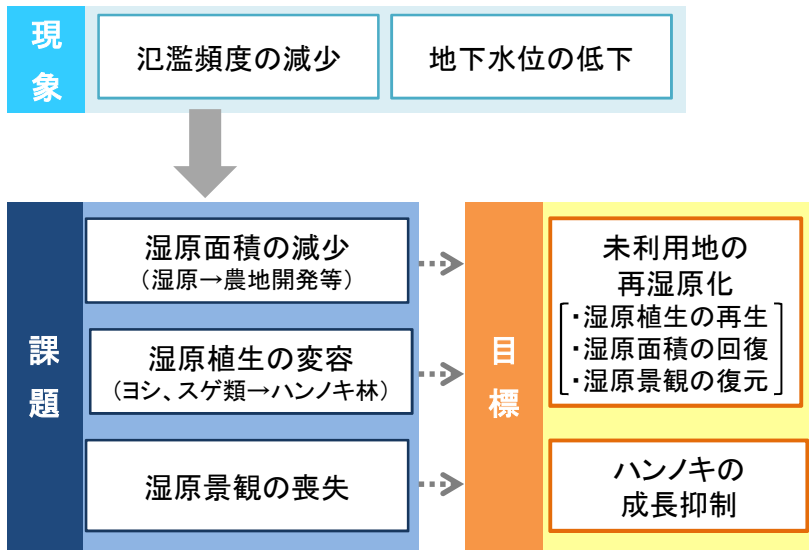 現象
氾濫頻度の減少
地下水位の低下
課題
湿原面積の減少
（湿原→農地開発等）
湿原植生の変容
（ヨシ、スゲ類→ハンノキ林）
湿原景観の喪失
目標
未利用地の
再湿原化
・湿原植生の再生
・湿原面積の回復
・湿原景観の復元
ハンノキの
成長抑制